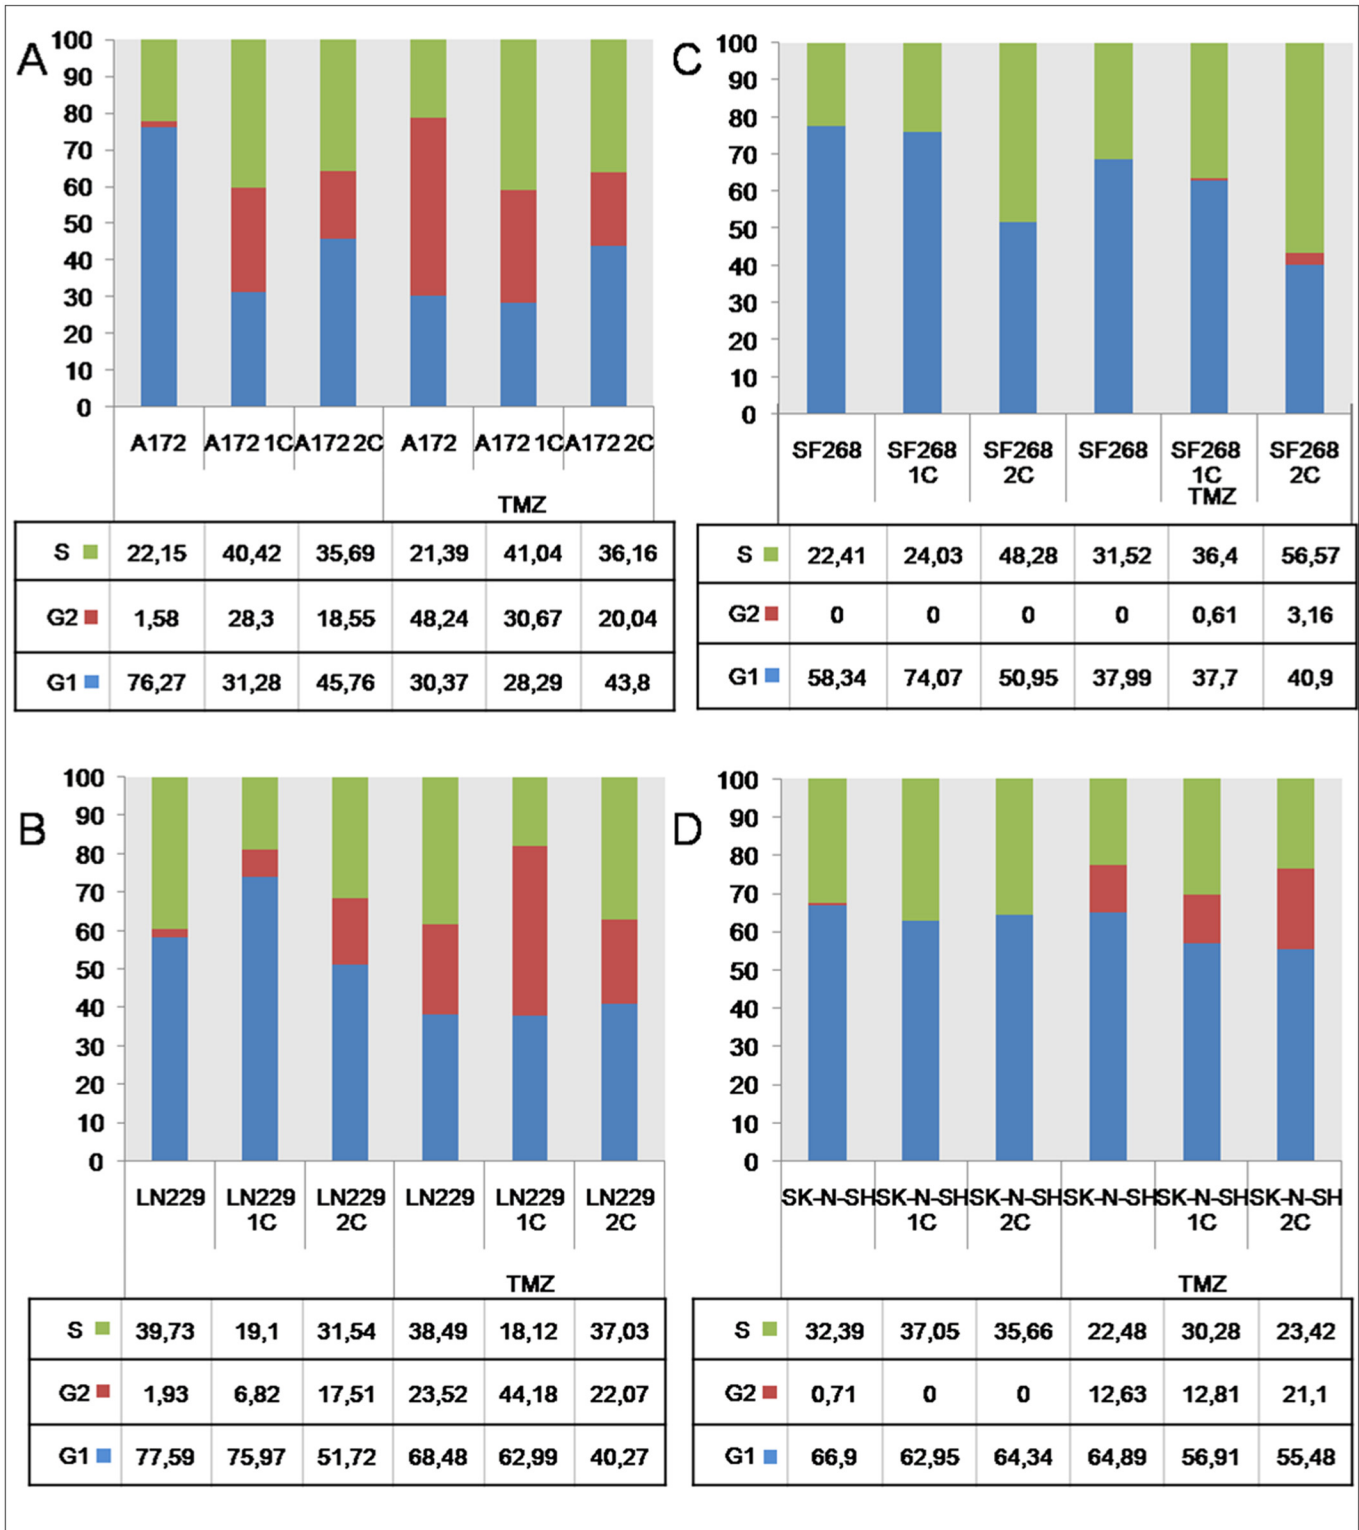 A
100
90
80
70
60
50
40
30
20
10
0
A172 A172 1C A172 2C A172 A172 1C A172 2C
TMZ
S 22,15 40,42 35,69 21,39 41,04 36,16
G2 1,58 28,3 18,55 48,24 30,67 20,04
G1 76,27 31,28 45,76 30,37 28,29 43,8
C
100
90
80
70
60
50
40
30
20
10
0
SF268 SF268 SF268 SF268 SF268 SF268
1C 2C 1C 2C
TMZ
S 22,41 24,03 48,28 31,52 36,4 56,57
G2 0 0 0 0 0,61 3,16
G1 58,34 74,07 50,95 37,99 37,7 40,9
B
100
90
80
70
60
50
40
30
20
10
0
LN229 LN229 LN229 LN229 LN229 LN229
1C 2C 1C 2C
TMZ
S 39,73 19,1 31,54 38,49 18,12 37,03
G2 1,93 6,82 17,51 23,52 44,18 22,07
G1 77,59 75,97 51,72 68,48 62,99 40,27
D
100
90
80
70
60
50
40
30
20
10
0
SK-N-SH SK-N-SH SK-N-SH SK-N-SH SK-N-SH SK-N-SH
1C 2C 1C 2C
TMZ
S 32,39 37,05 35,66 22,48 30,28 23,42
G2 0,71 0 0 12,63 12,81 21,1
G1 66,9 62,95 64,34 64,89 56,91 55,48